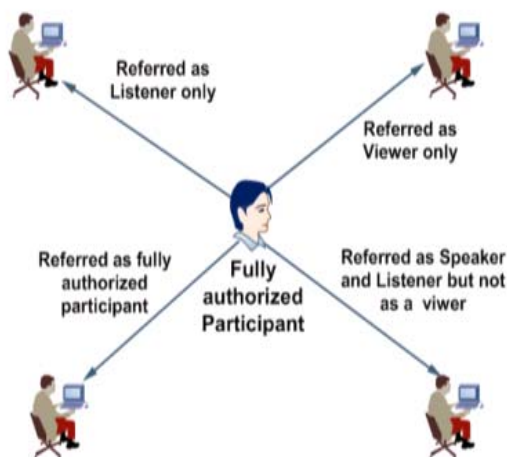 Referred as
Listener only
Referred as
Viewer only
Referred as fully
authorized
participant
Fully
authorized
Participant
Referred as Speaker
and Listener but not
as a viwer